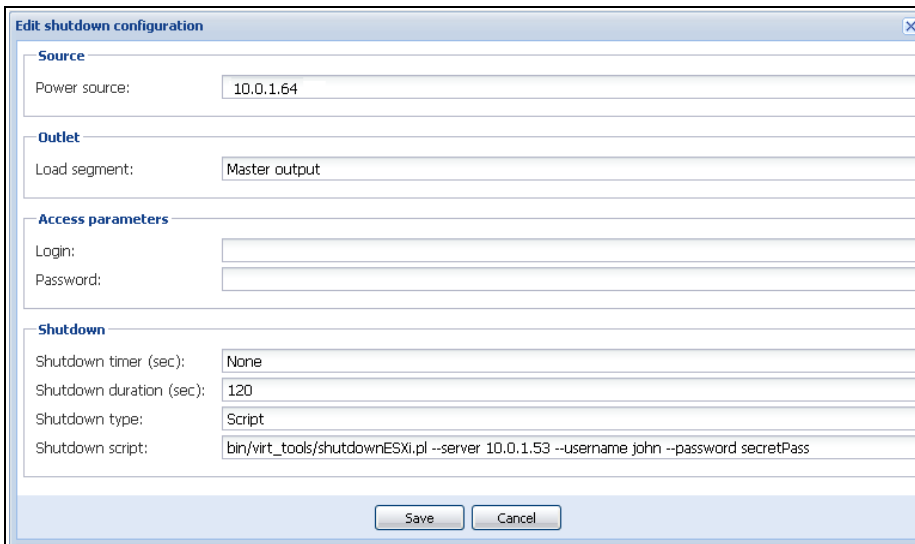 Edit shutdown configuration
Source
Power source: 10.0.1.64
Outlet
Load segment: Master output
Access parameters
Login:
Password:
Shutdown
Shutdown timer (sec): None
Shutdown duration (sec): 120
Shutdown type: Script
Shutdown script: bin/virt_tools/shutdownESXi.pl --server 10.0.1.53 --username john --password secretPass
Save Cancel